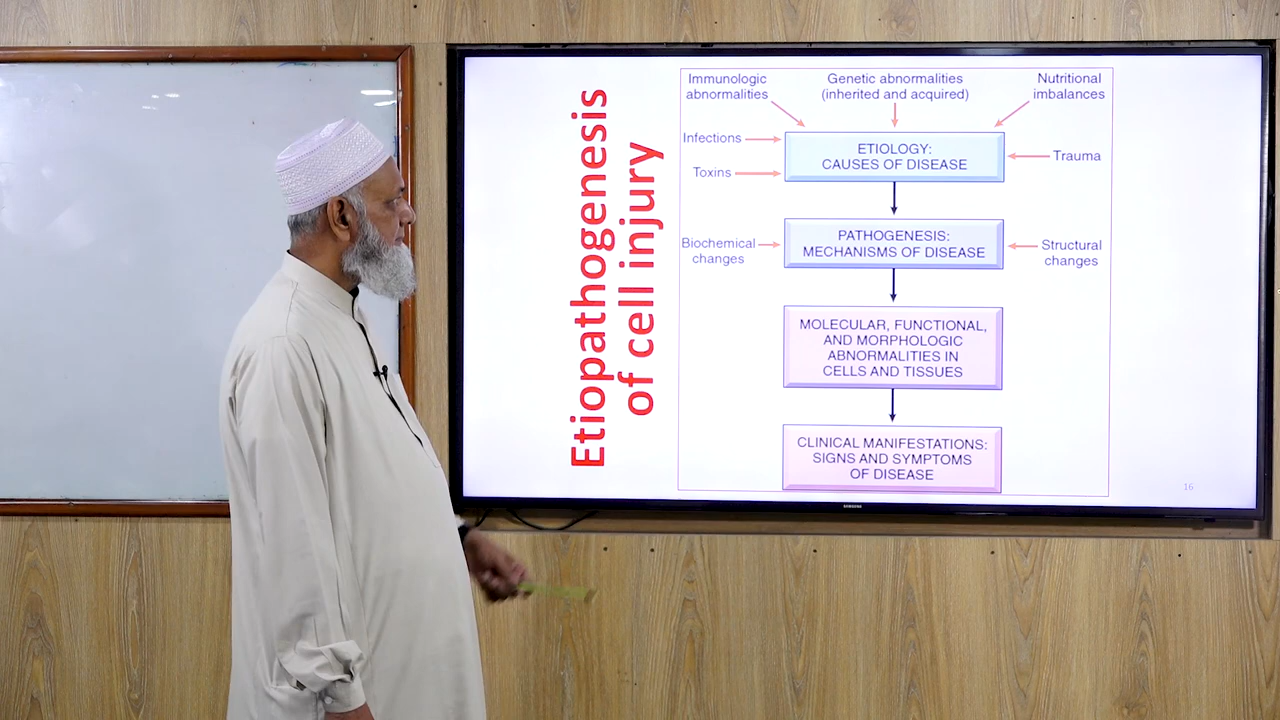 Etiopathogenesis
of cell injury
Immunologic
abnormalities
Genetic abnormalities
(inherited and acquired)
Nutritional
imbalances
Infections
Toxins
ETIOLOGY:
CAUSES OF DISEASE
Trauma
Biochemical
changes
PATHOGENESIS:
MECHANISMS OF DISEASE
Structural
changes
MOLECULAR, FUNCTIONAL,
AND MORPHOLOGIC
ABNORMALITIES IN
CELLS AND TISSUES
CLINICAL MANIFESTATIONS:
SIGNS AND SYMPTOMS
OF DISEASE
16
SAMSUNG